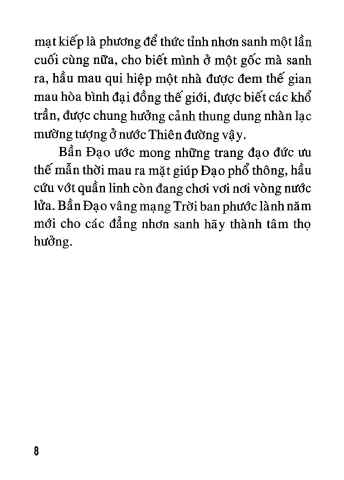 mạt kiếp là phương để thức tỉnh nhơn sanh một lần
cuối cùng nữa, cho biết mình ở một gốc mà sanh
ra, hầu mau qui hiệp một nhà được đem thế gian
mau hòa bình đại đồng thế giới, được biết các khổ
trần, được chung hưởng cảnh thung dung nhàn lạc
mường tượng ở nước Thiên đường vậy.
Bần Đạo ước mong những trang đạo đức ưu
thế mẫn thời mau ra mặt giúp Đạo phổ thông, hầu
cứu vớt quần linh còn đang chơi vơi nơi vòng nước
lửa. Bần Đạo vâng mạng Trời ban phước lành năm
mới cho các đẳng nhơn sanh hãy thành tâm thọ
hưởng.
8